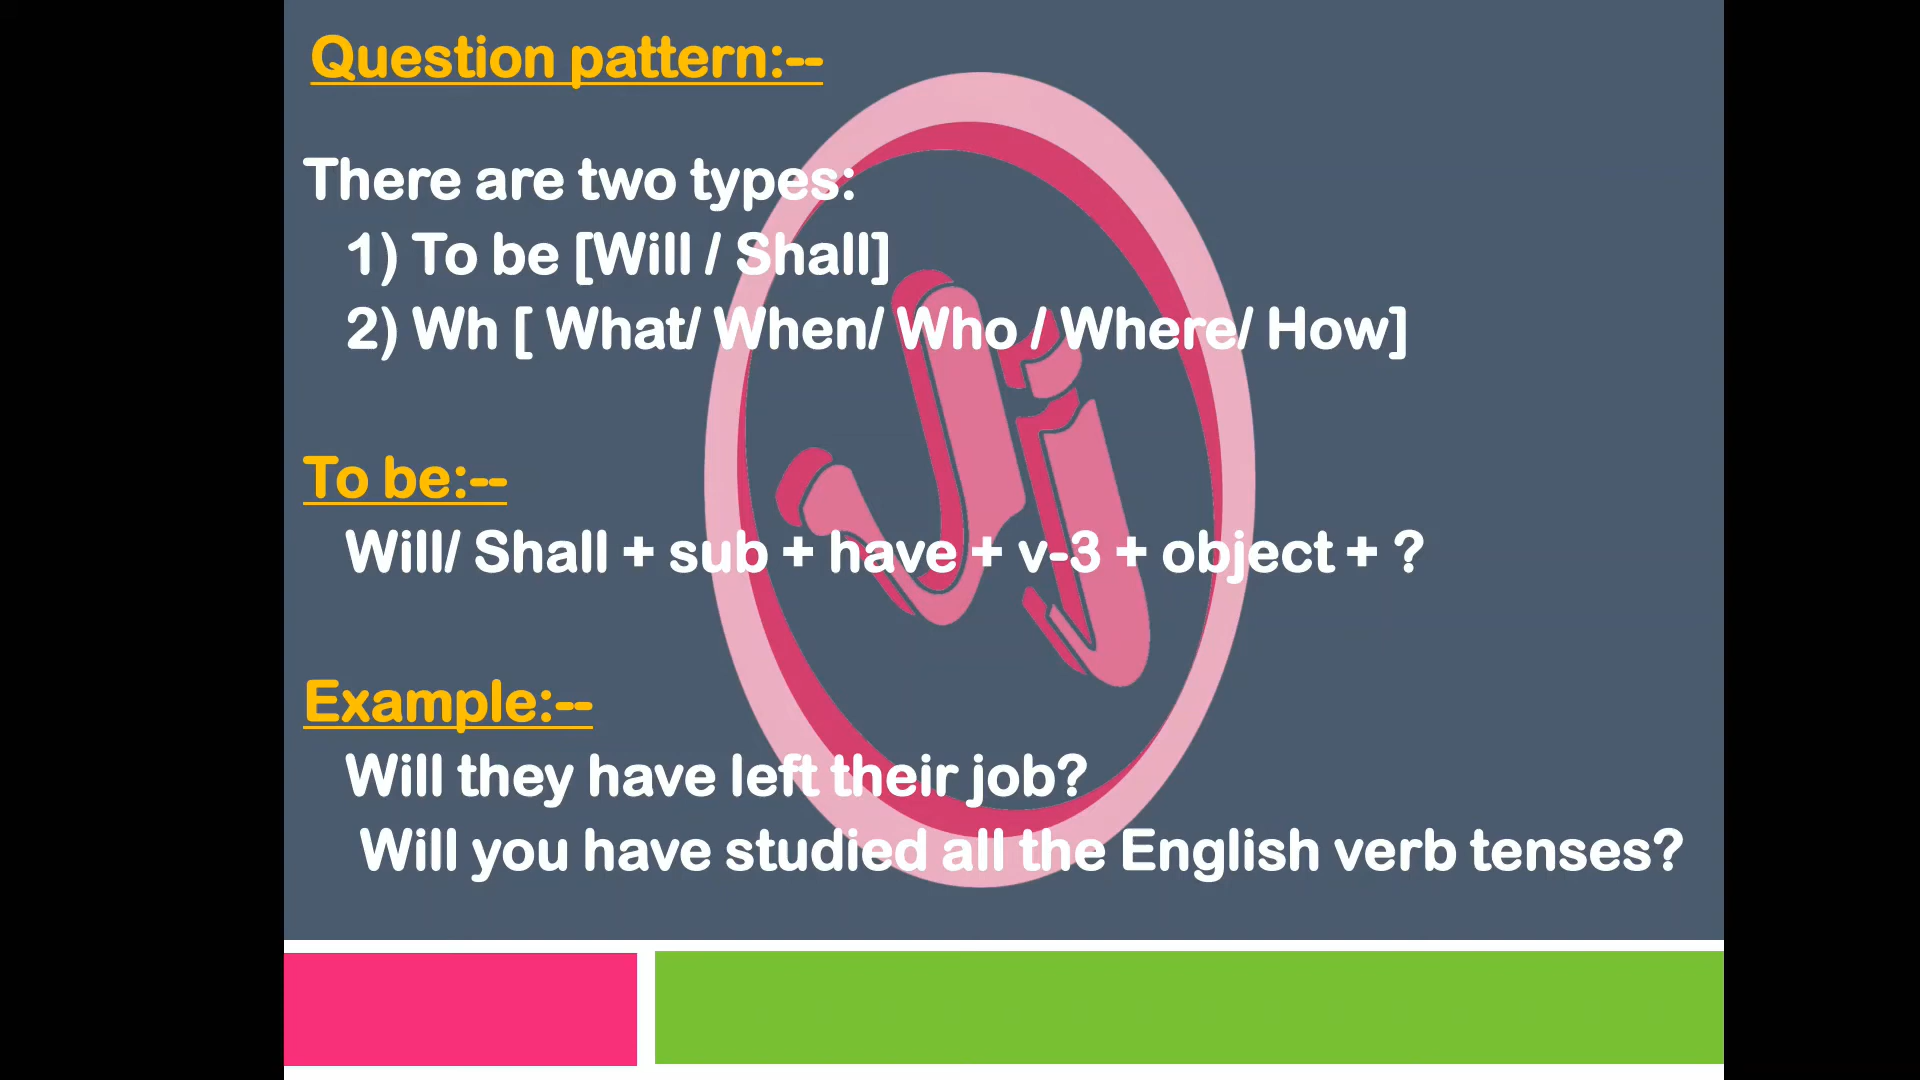 Question pattern:--
There are two types:
1) To be [Will / Shall]
2) Wh [ What/ When/ Who / Where/ How]
To be:--
Will/ Shall + sub + have + v-3 + object + ?
Example:--
Will they have left their job?
Will you have studied all the English verb tenses?